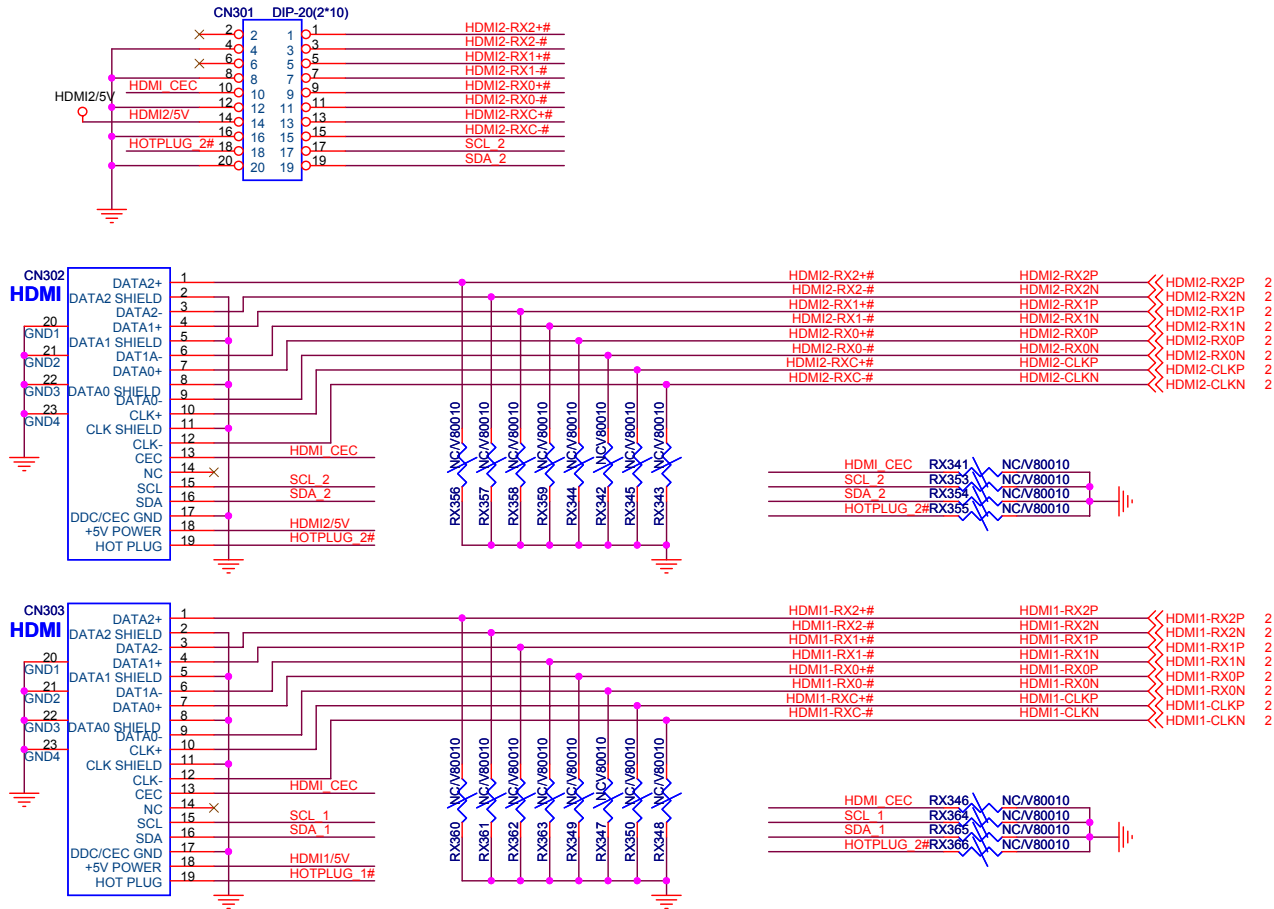 CN301 DIP-20(2*10)
2 2 1 1 HDMI2-RX2+#
4 4 3 3 HDMI2-RX2-#
6 6 5 5 HDMI2-RX1+#
8 8 7 7 HDMI2-RX1-#
HDMI_CEC 10 10 9 9 HDMI2-RX0+#
HDMI2/5V
12 12 11 11 HDMI2-RX0-#
HDMI2/5V 14 14 13 13 HDMI2-RXC+#
16 16 15 15 HDMI2-RXC-#
HOTPLUG_2# 18 18 17 17 SCL_2
20 20 19 19 SDA_2
CN302
HDMI
DATA2+ 1 HDMI2-RX2+# HDMI2-RX2P HDMI2-RX2P 2
DATA2 SHIELD 2 HDMI2-RX2-# HDMI2-RX2N HDMI2-RX2N 2
DATA2- 3 HDMI2-RX1+# HDMI2-RX1P HDMI2-RX1P 2
20 GND1 DATA1+ 4 HDMI2-RX1-# HDMI2-RX1N HDMI2-RX1N 2
DATA1 SHIELD 5 HDMI2-RX0+# HDMI2-RX0P HDMI2-RX0P 2
21 GND2 DAT1A- 6 HDMI2-RX0-# HDMI2-RX0N HDMI2-RX0N 2
DATA0+ 7 HDMI2-RXC+# HDMI2-CLKP HDMI2-CLKP 2
22 GND3 DATA0 SHIELD 8 HDMI2-RXC-# HDMI2-CLKN HDMI2-CLKN 2
DATA0- 9
23 GND4 CLK+ 10
CLK SHIELD 11
CLK- 12
CEC 13 HDMI_CEC
NC 14
SCL 15 SCL_2
SDA 16 SDA_2
DDC/CEC GND 17
+5V POWER 18 HDMI2/5V
HOT PLUG 19 HOTPLUG_2#
RX356 NC/V80010
RX357 NC/V80010
RX358 NC/V80010
RX359 NC/V80010
RX344 NC/V80010
RX342 NC/V80010
RX345 NC/V80010
RX343 NC/V80010
HDMI_CEC RX341 NC/V80010
SCL_2 RX353 NC/V80010
SDA_2 RX354 NC/V80010
HOTPLUG_2# RX355 NC/V80010
CN303
HDMI
DATA2+ 1 HDMI1-RX2+# HDMI1-RX2P HDMI1-RX2P 2
DATA2 SHIELD 2 HDMI1-RX2-# HDMI1-RX2N HDMI1-RX2N 2
DATA2- 3 HDMI1-RX1+# HDMI1-RX1P HDMI1-RX1P 2
20 GND1 DATA1+ 4 HDMI1-RX1-# HDMI1-RX1N HDMI1-RX1N 2
DATA1 SHIELD 5 HDMI1-RX0+# HDMI1-RX0P HDMI1-RX0P 2
21 GND2 DAT1A- 6 HDMI1-RX0-# HDMI1-RX0N HDMI1-RX0N 2
DATA0+ 7 HDMI1-RXC+# HDMI1-CLKP HDMI1-CLKP 2
22 GND3 DATA0 SHIELD 8 HDMI1-RXC-# HDMI1-CLKN HDMI1-CLKN 2
DATA0- 9
23 GND4 CLK+ 10
CLK SHIELD 11
CLK- 12
CEC 13 HDMI_CEC
NC 14
SCL 15 SCL_1
SDA 16 SDA_1
DDC/CEC GND 17
+5V POWER 18 HDMI1/5V
HOT PLUG 19 HOTPLUG_1#
RX360 NC/V80010
RX361 NC/V80010
RX362 NC/V80010
RX363 NC/V80010
RX349 NC/V80010
RX347 NC/V80010
RX350 NC/V80010
RX348 NC/V80010
HDMI_CEC RX346 NC/V80010
SCL_1 RX364 NC/V80010
SDA_1 RX365 NC/V80010
HOTPLUG_2# RX366 NC/V80010